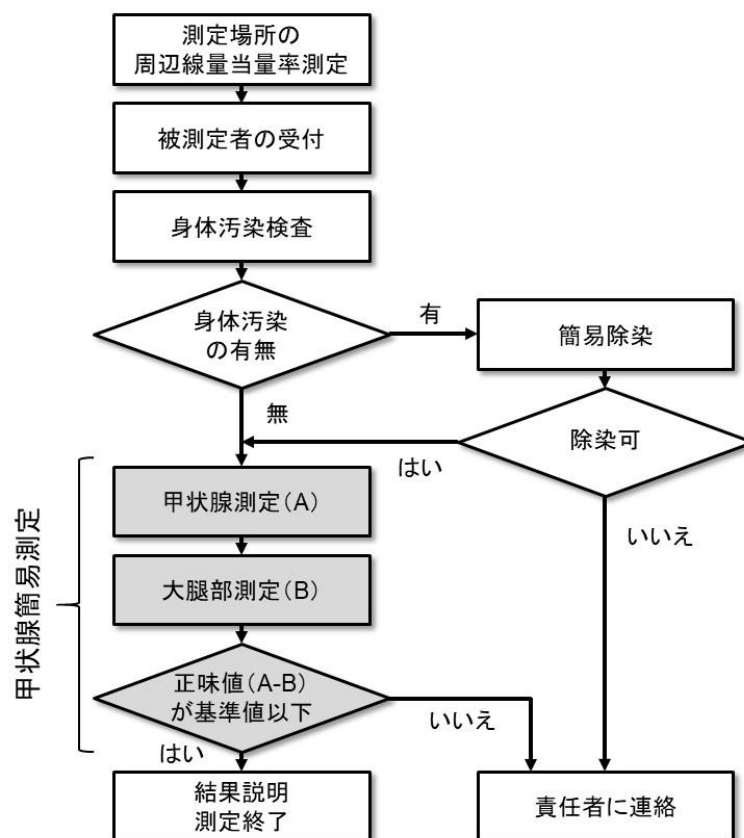 測定場所の
周辺線量当量率測定
被測定者の受付
身体汚染検査
身体汚染
の有無
有
簡易除染
無
除染可
はい
いいえ
甲状腺簡易測定
甲状腺測定(A)
大腿部測定(B)
正味値(A-B)
が基準値以下
いいえ
はい
結果説明
測定終了
責任者に連絡